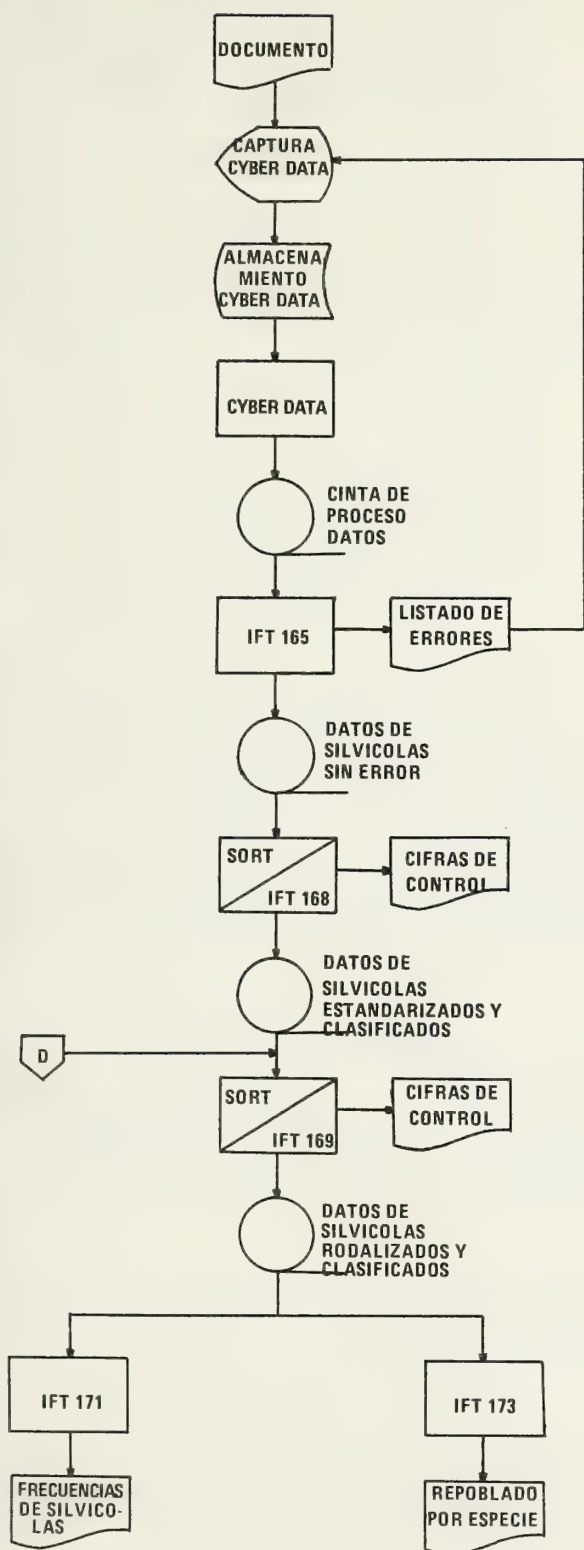 DOCUMENTO
CAPTURA
CYBER DATA
ALMACENA
MIENTO
CYBER DATA
CYBER DATA
CINTA DE
PROCESO
DATOS
IFT 165
LISTADO DE
ERRORES
DATOS DE
SILVICOLAS
SIN ERROR
SORT
IFT 168
CIFRAS DE
CONTROL
DATOS DE
SILVICOLAS
ESTANDARIZADOS Y
CLASIFICADOS
D
SORT
IFT 169
CIFRAS DE
CONTROL
DATOS DE
SILVICOLAS
RODALIZADOS Y
CLASIFICADOS
IFT 171
IFT 173
FRECUENCIAS
DE SILVICO-
LAS
REPOBLADO
POR ESPECIE